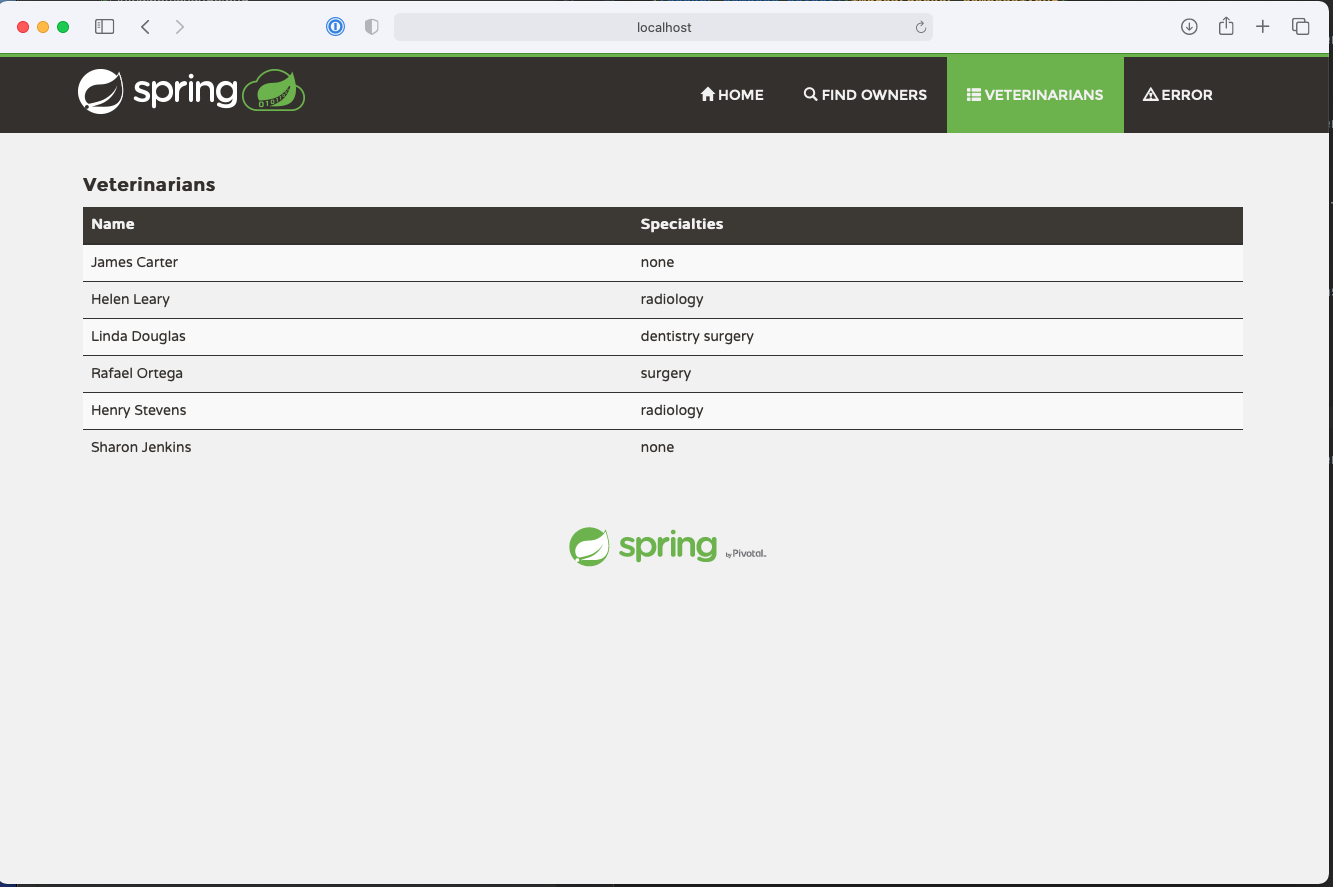 localhost
spring
HOME FIND OWNERS VETERINARIANS ERROR
Veterinarians
Name Specialties
James Carter none
Helen Leary radiology
Linda Douglas dentistry surgery
Rafael Ortega surgery
Henry Stevens radiology
Sharon Jenkins none
spring by Pivotal.